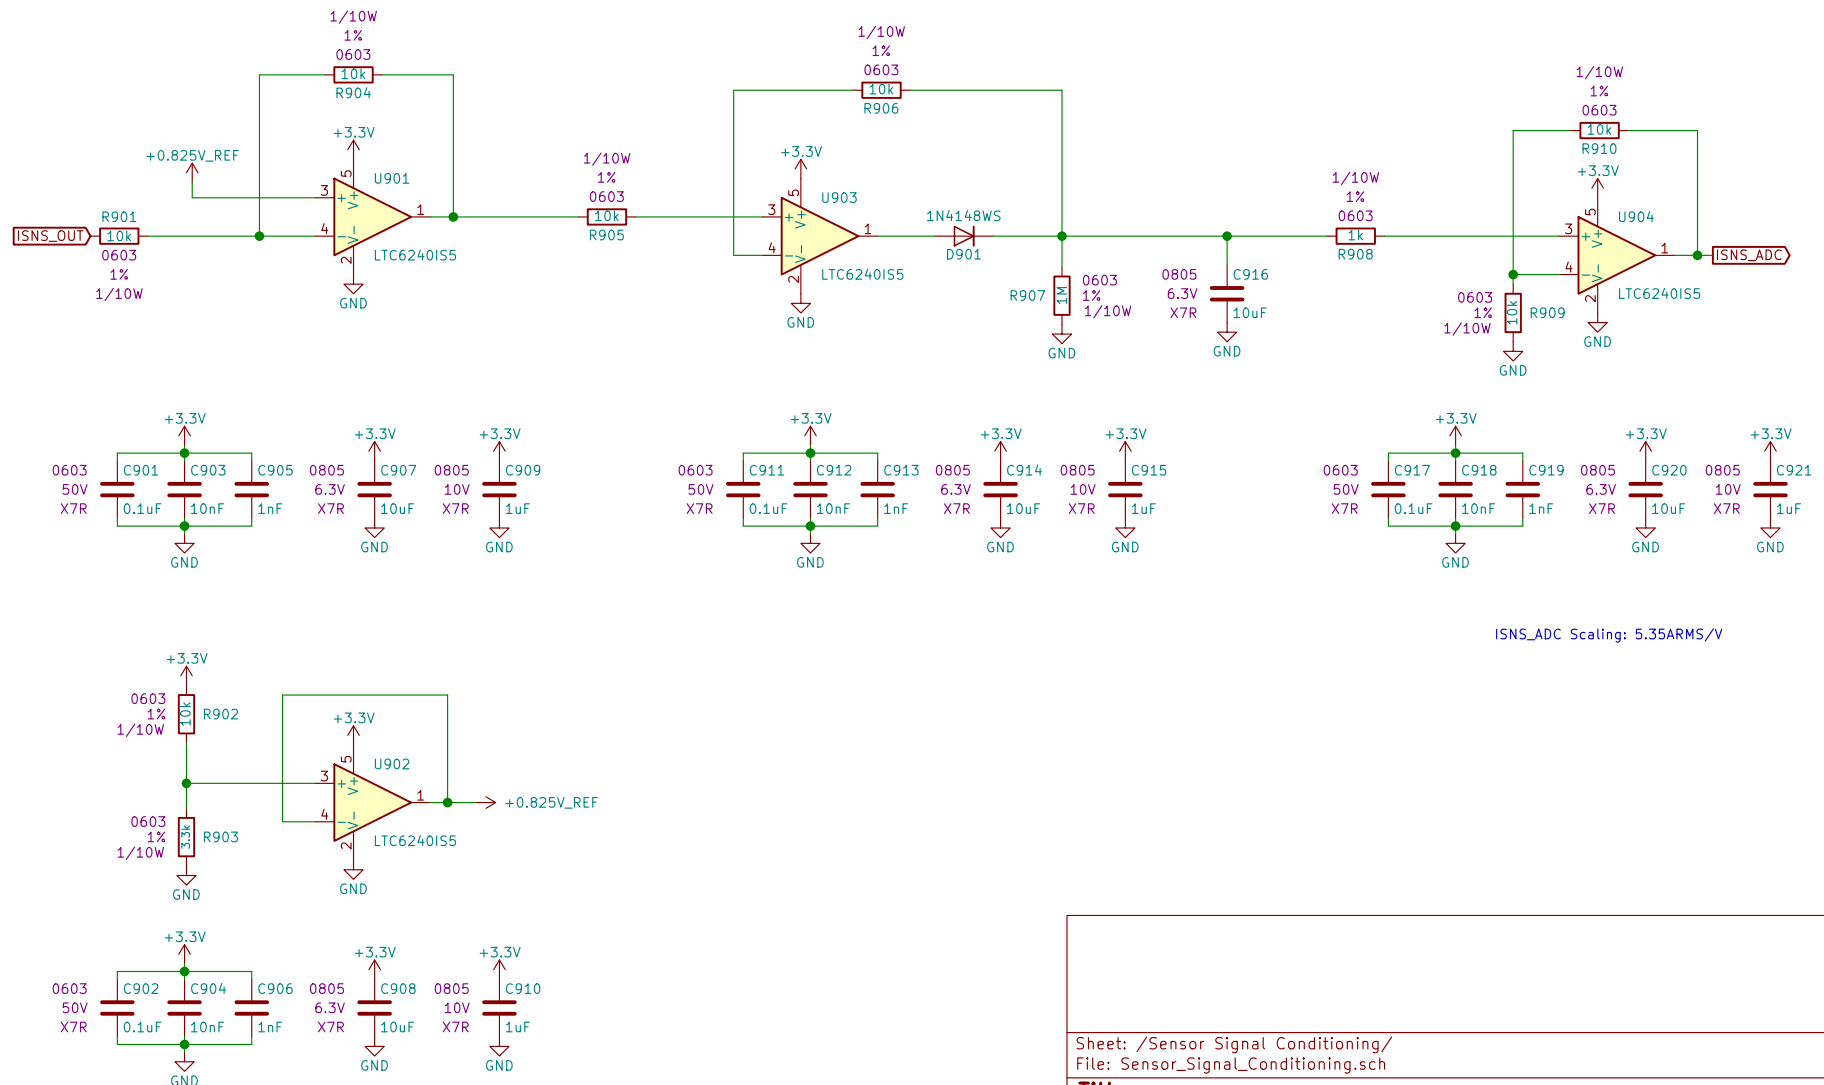 1/10W
1%
0603
10k
R904
+3.3V
+0.825V_REF
U901
5
V+
3
+
1
4
-
V-
2
LTC6240IS5
GND
ISNS_OUT
R901
10k
0603
1%
1/10W
1/10W
1%
0603
10k
R905
1/10W
1%
0603
10k
R906
+3.3V
U903
5
V+
3
+
1
4
-
V-
2
LTC6240IS5
GND
1N4148WS
D901
R907
1M
0603
1%
1/10W
GND
0805
6.3V
X7R
C916
10uF
GND
1/10W
1%
0603
1k
R908
1/10W
1%
0603
10k
R910
+3.3V
U904
5
V+
3
+
1
4
-
V-
2
LTC6240IS5
GND
ISNS_ADC
0603
1%
1/10W
10k
R909
GND
+3.3V
0603
50V
X7R
C901
0.1uF
C903
10nF
C905
1nF
GND
+3.3V
0805
6.3V
X7R
C907
10uF
GND
+3.3V
0805
10V
X7R
C909
1uF
GND
+3.3V
0603
50V
X7R
C911
0.1uF
C912
10nF
C913
1nF
GND
+3.3V
0805
6.3V
X7R
C914
10uF
GND
+3.3V
0805
10V
X7R
C915
1uF
GND
+3.3V
0603
50V
X7R
C917
0.1uF
C918
10nF
C919
1nF
GND
+3.3V
0805
6.3V
X7R
C920
10uF
GND
+3.3V
0805
10V
X7R
C921
1uF
GND
ISNS_ADC Scaling: 5.35ARMS/V
+3.3V
0603
1%
1/10W
10k
R902
0603
1%
1/10W
3.3k
R903
GND
+3.3V
U902
5
V+
3
+
1
4
-
V-
2
LTC6240IS5
GND
+0.825V_REF
+3.3V
0603
50V
X7R
C902
0.1uF
C904
10nF
C906
1nF
GND
+3.3V
0805
6.3V
X7R
C908
10uF
GND
+3.3V
0805
10V
X7R
C910
1uF
GND
Sheet: /Sensor Signal Conditioning/
File: Sensor_Signal_Conditioning.sch